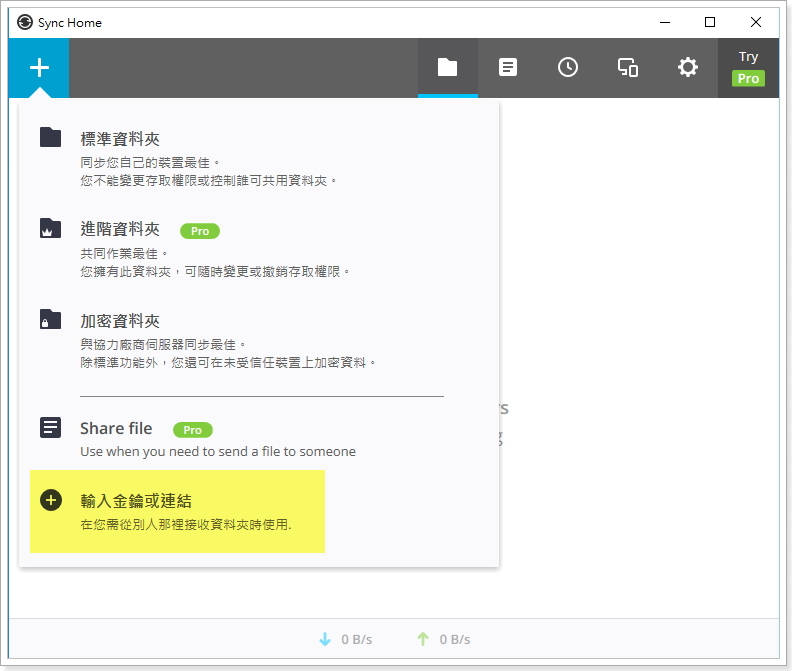 Sync Home
Try
Pro
標準資料夾
同步您自己的裝置最佳。
您不能變更存取權限或控制誰可共用資料夾。
進階資料夾 Pro
共同作業最佳。
您擁有此資料夾，可隨時變更或撤銷存取權限。
加密資料夾
與協力廠商伺服器同步最佳。
除標準功能外，您還可在未受信任裝置上加密資料。
Share file Pro
Use when you need to send a file to someone
輸入金鑰或連結
在您需從別人那裡接收資料夾時使用.
0 B/s 0 B/s